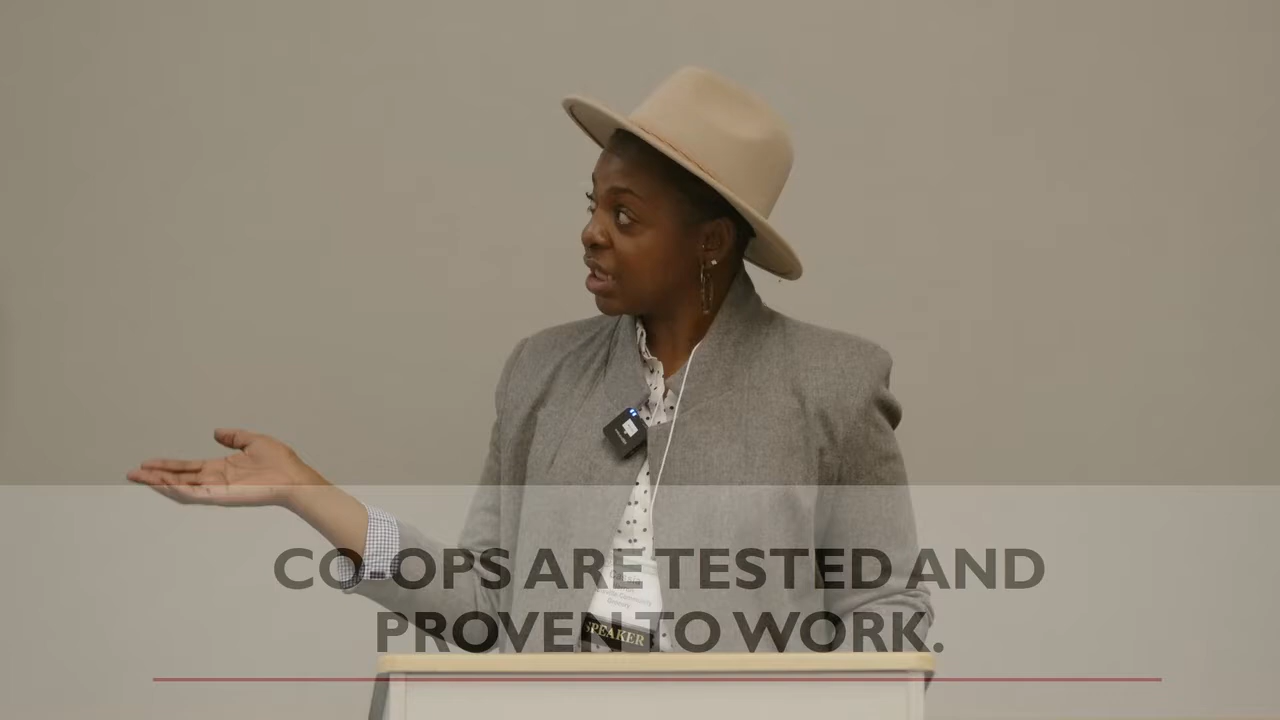 CO-OPS ARE TESTED AND
PROVEN TO WORK.
SPEAKER